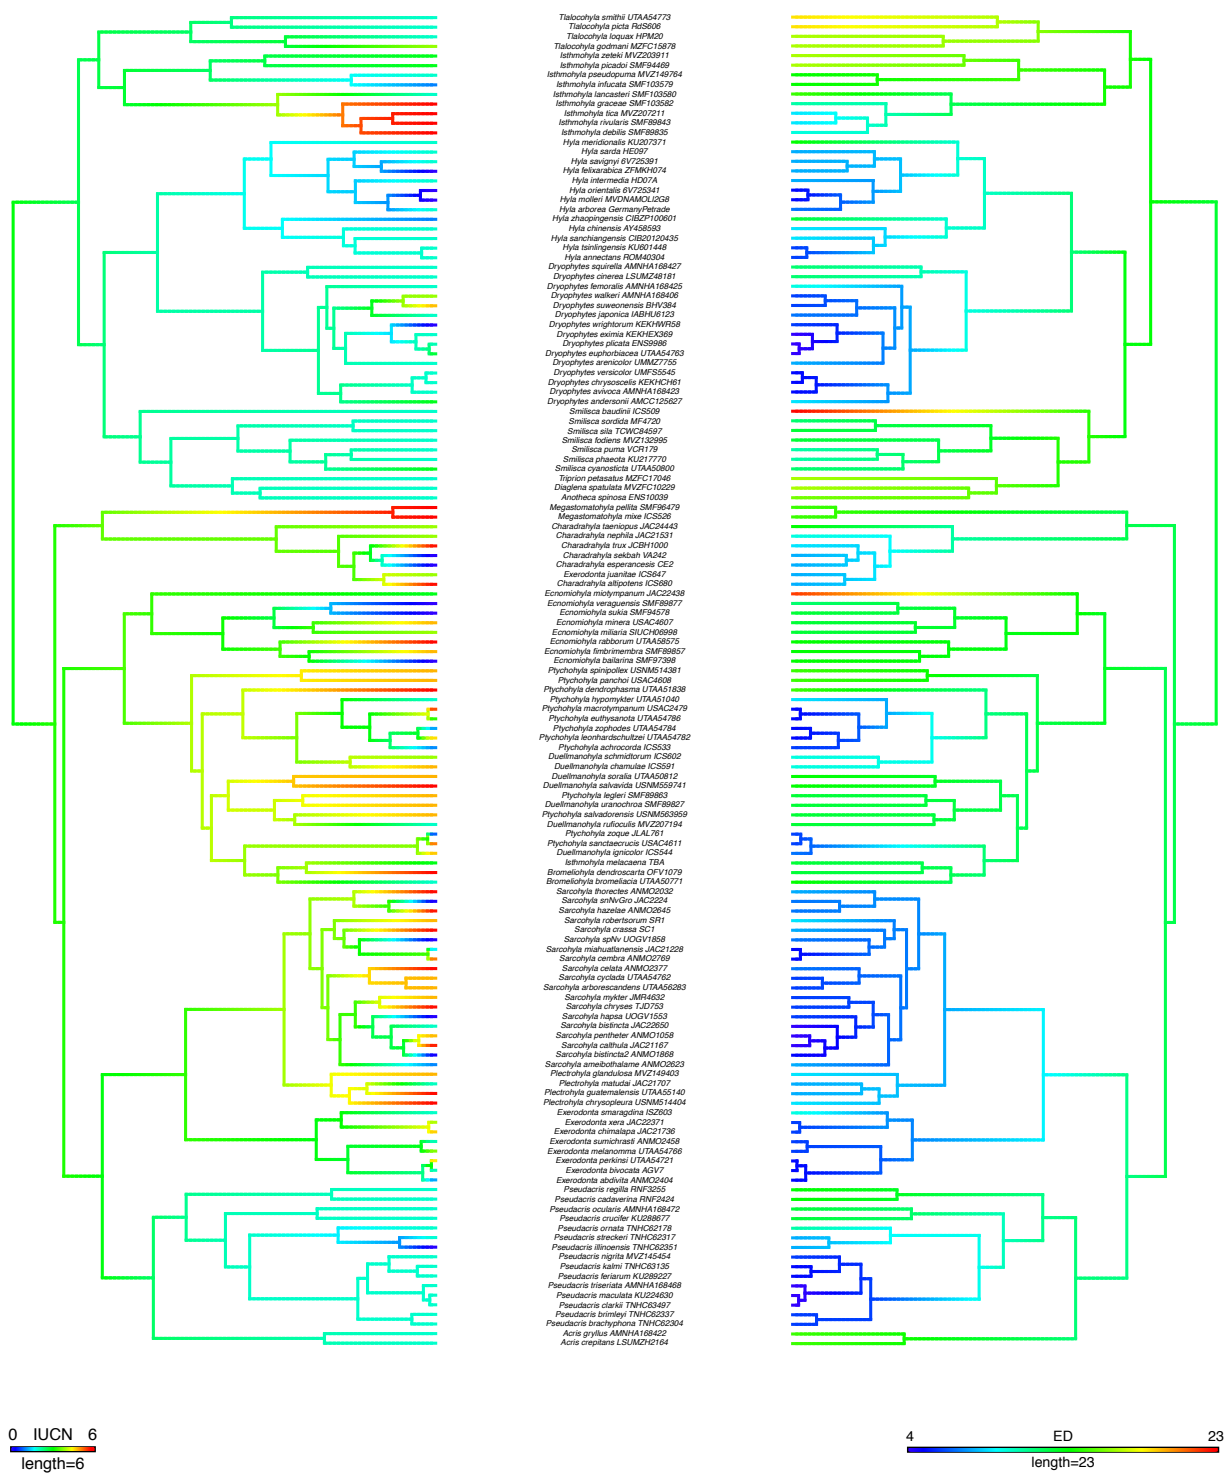 Tlalocohyla smithii UTAA54773
Tlalocohyla picta RdS606
Tlalocohyla loquax HPM20
Tlalocohyla godmani MZFC15878
Isthmohyla zeteki MVZ203911
Isthmohyla picadoi SMF94469
Isthmohyla pseudopuma MVZ149764
Isthmohyla infucata SMF103579
Isthmohyla lancasteri SMF103580
Isthmohyla graceae SMF103582
Isthmohyla tica MVZ207211
Isthmohyla rivularis SMF89843
Isthmohyla debilis SMF89835
Hyla meridionalis KU207371
Hyla sarda HE097
Hyla savignyi 6V725391
Hyla felixarabica ZFMKH074
Hyla intermedia HD07A
Hyla orientalis 6V725341
Hyla molleri MVDNAMOLI2G8
Hyla arborea GermanyPetrade
Hyla zhaopingensis CIBZP100601
Hyla chinensis AY458593
Hyla sanchiangensis CIB20120435
Hyla tsinlingensis KU601448
Hyla annectans ROM40304
Dryophytes squirella AMNHA168427
Dryophytes cinerea LSUMZ48181
Dryophytes femoralis AMNHA168425
Dryophytes walkeri AMNHA168406
Dryophytes suweonensis BHV384
Dryophytes japonica IABHU6123
Dryophytes wrightorum KEKHWR58
Dryophytes eximia KEKHEX369
Dryophytes plicata ENS9986
Dryophytes euphorbiacea UTAA54763
Dryophytes arenicolor UMMZ7755
Dryophytes versicolor UMFS5545
Dryophytes chrysoscelis KEKHCH61
Dryophytes avivoca AMNHA168423
Dryophytes andersonii AMCC125627
Smilisca baudinii ICS509
Smilisca sordida MF4720
Smilisca sila TCWC84597
Smilisca fodiens MVZ132995
Smilisca puma VCR179
Smilisca phaeota KU217770
Smilisca cyanosticta UTAA50800
Triprion petasatus MZFC17046
Diaglena spatulata MVZFC10229
Anotheca spinosa ENS10039
Megastomatohyla pellita SMF96479
Megastomatohyla mixe ICS526
Charadrahyla taeniopus JAC24443
Charadrahyla nephila JAC21531
Charadrahyla trux JCBH1000
Charadrahyla sekbah VA242
Charadrahyla esperancesis CE2
Exerodonta juanitae ICS647
Charadrahyla altipotens ICS680
Ecnomiohyla miotympanum JAC22438
Ecnomiohyla veraguensis SMF89877
Ecnomiohyla sukia SMF94578
Ecnomiohyla minera USAC4607
Ecnomiohyla miliaria SIUCH06998
Ecnomiohyla rabborum UTAA58575
Ecnomiohyla fimbrimembra SMF89857
Ecnomiohyla bailarina SMF97398
Ptychohyla spinipollex USNM514381
Ptychohyla panchoi USAC4608
Ptychohyla dendrophasma UTAA51838
Ptychohyla hypomykter UTAA51040
Ptychohyla macrotympanum USAC2479
Ptychohyla euthysanota UTAA54786
Ptychohyla zophodes UTAA54784
Ptychohyla leonhardschultzei UTAA54782
Ptychohyla achrocorda ICS533
Duellmanohyla schmidtorum ICS602
Duellmanohyla chamulae ICS591
Duellmanohyla soralia UTAA50812
Duellmanohyla salvavida USNM559741
Ptychohyla legleri SMF89863
Duellmanohyla uranochroa SMF89827
Ptychohyla salvadorensis USNM563959
Duellmanohyla rufioculis MVZ207194
Ptychohyla zoque JLAL761
Ptychohyla sanctaecrucis USAC4611
Duellmanohyla ignicolor ICS544
Isthmohyla melacaena TBA
Bromeliohyla dendroscarta OFV1079
Bromeliohyla bromeliacia UTAA50771
Sarcohyla thorectes ANMO2032
Sarcohyla snNvGro JAC2224
Sarcohyla hazelae ANMO2645
Sarcohyla robertsorum SR1
Sarcohyla crassa SC1
Sarcohyla spNv UOGV1858
Sarcohyla miahuatlanensis JAC21228
Sarcohyla cembra ANMO2769
Sarcohyla celata ANMO2377
Sarcohyla cyclada UTAA54762
Sarcohyla arborescandens UTAA56283
Sarcohyla mykter JMR4632
Sarcohyla chryses TJD753
Sarcohyla hapsa UOGV1553
Sarcohyla bistincta JAC22650
Sarcohyla pentheter ANMO1058
Sarcohyla calthula JAC21167
Sarcohyla bistincta2 ANMO1868
Sarcohyla ameibothalame ANMO2623
Plectrohyla glandulosa MVZ149403
Plectrohyla matudai JAC21707
Plectrohyla guatemalensis UTAA55140
Plectrohyla chrysopleura USNM514404
Exerodonta smaragdina ISZ603
Exerodonta xera JAC22371
Exerodonta chimalapa JAC21736
Exerodonta sumichrasti ANMO2458
Exerodonta melanomma UTAA54766
Exerodonta perkinsi UTAA54721
Exerodonta bivocata AGV7
Exerodonta abdivita ANMO2404
Pseudacris regilla RNF3255
Pseudacris cadaverina RNF2424
Pseudacris ocularis AMNHA168472
Pseudacris crucifer KU288677
Pseudacris ornata TNHC62178
Pseudacris streckeri TNHC62317
Pseudacris illinoensis TNHC62351
Pseudacris nigrita MVZ145454
Pseudacris kalmi TNHC63135
Pseudacris feriarum KU289227
Pseudacris triseriata AMNHA168468
Pseudacris maculata KU224630
Pseudacris clarkii TNHC63497
Pseudacris brimleyi TNHC62337
Pseudacris brachyphona TNHC62304
Acris gryllus AMNHA168422
Acris crepitans LSUMZH2164
0 IUCN 6
length=6
4 ED 23
length=23